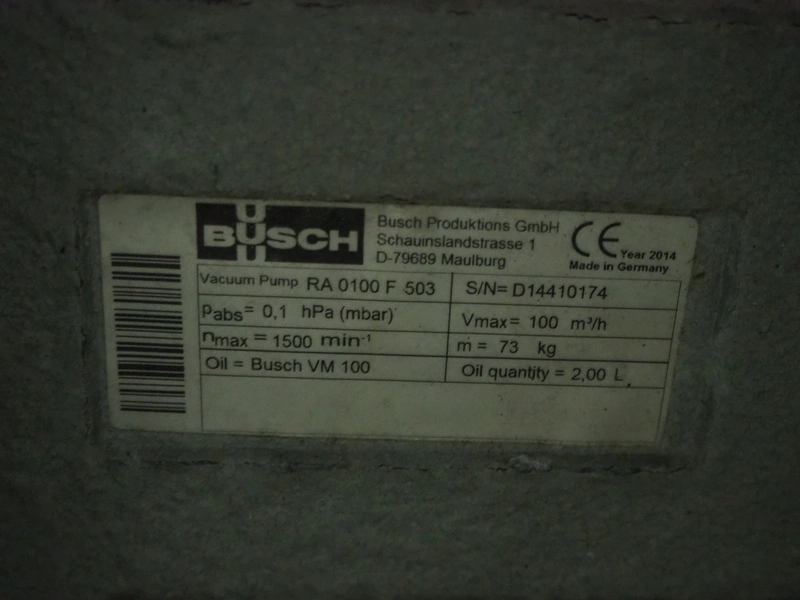 BUSCH
Busch Produktions GmbH
Schauinslandstrasse 1
D-79689 Maulburg
CE Year 2014
Made in Germany
Vacuum Pump RA 0100 F 503
S/N= D14410174
Pabs= 0,1 hPa (mbar)
Vmax= 100 m³/h
nmax = 1500 min-1
m = 73 kg
Oil = Busch VM 100
Oil quantity = 2,00 L